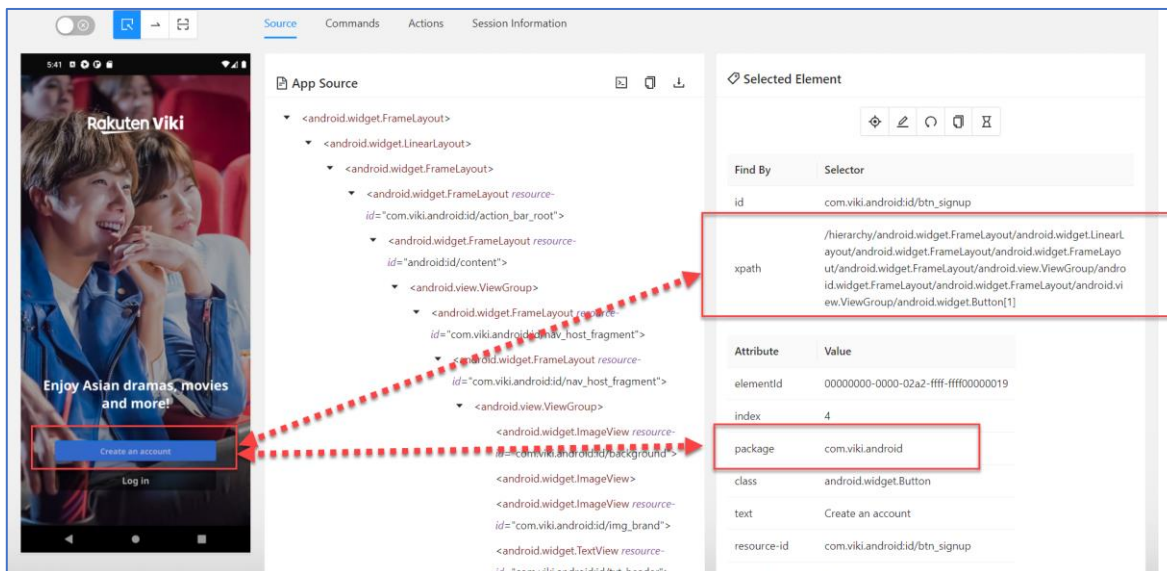 Source Commands Actions Session Information
5:41
Rakuten Viki
Enjoy Asian dramas, movies
and more!
Create an account
Log in
App Source
<android.widget.FrameLayout>
<android.widget.LinearLayout>
<android.widget.FrameLayout>
<android.widget.FrameLayout resource-
id="com.viki.android:id/action_bar_root">
<android.widget.FrameLayout resource-
id="android:id/content">
<android.view.ViewGroup>
<android.widget.FrameLayout resource-
id="com.viki.android:id/nav_host_fragment">
<android.widget.FrameLayout resource-
id="com.viki.android:id/nav_host_fragment">
<android.view.ViewGroup>
<android.widget.ImageView resource-
id="com.viki.android:id/background">
<android.widget.ImageView>
<android.widget.ImageView resource-
id="com.viki.android:id/img_brand">
<android.widget.TextView resource-
Selected Element
Find By Selector
id com.viki.android:id/btn_signup
xpath
/hierarchy/android.widget.FrameLayout/android.widget.LinearL
ayout/android.widget.FrameLayout/android.widget.FrameLayo
ut/android.widget.FrameLayout/android.view.ViewGroup/andro
id.widget.FrameLayout/android.widget.FrameLayout/android.vi
ew.ViewGroup/android.widget.Button[1]
Attribute Value
elementId 00000000-0000-02a2-ffff-ffff00000019
index 4
package com.viki.android
class android.widget.Button
text Create an account
resource-id com.viki.android:id/btn_signup